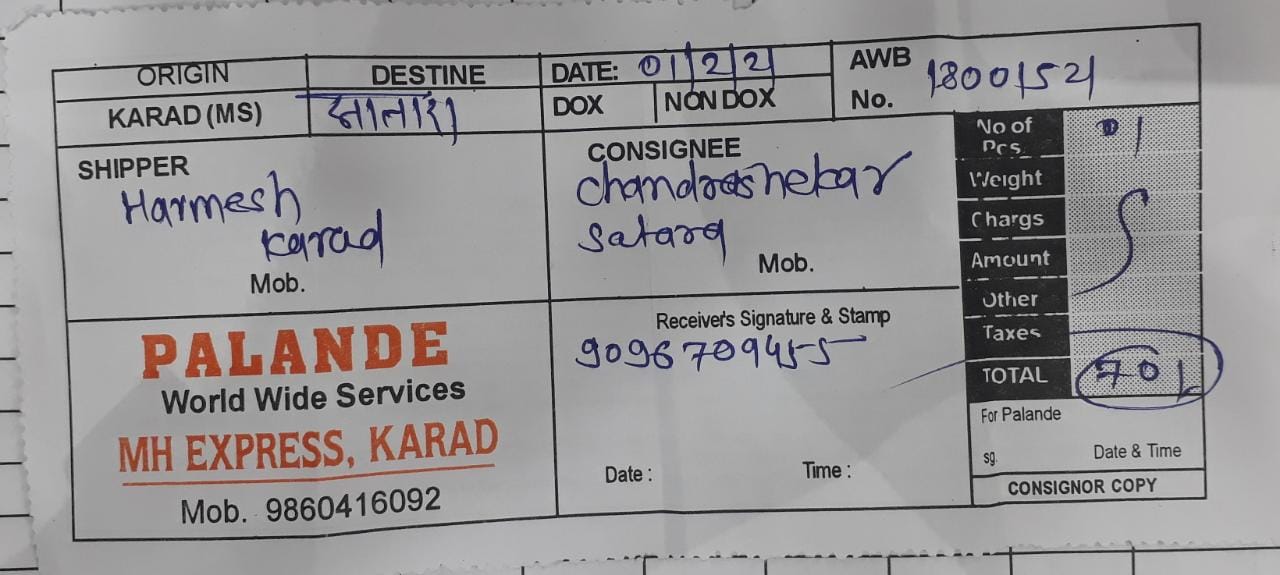 ORIGIN DESTINE DATE: 01/2/21 AWB No. 18000152
KARAD (MS) सातारा DOX NON DOX
SHIPPER
Harmesh
Karad
Mob.
CONSIGNEE
Chandrashekar
Satara
Mob.
No of Pcs. 01
Weight
Chargs
Amount
Other
Taxes
TOTAL 70/-
PALANDE
World Wide Services
MH EXPRESS, KARAD
Mob. 9860416092
Receiver's Signature & Stamp
9096709455
Date : Time :
For Palande
sg. Date & Time
CONSIGNOR COPY